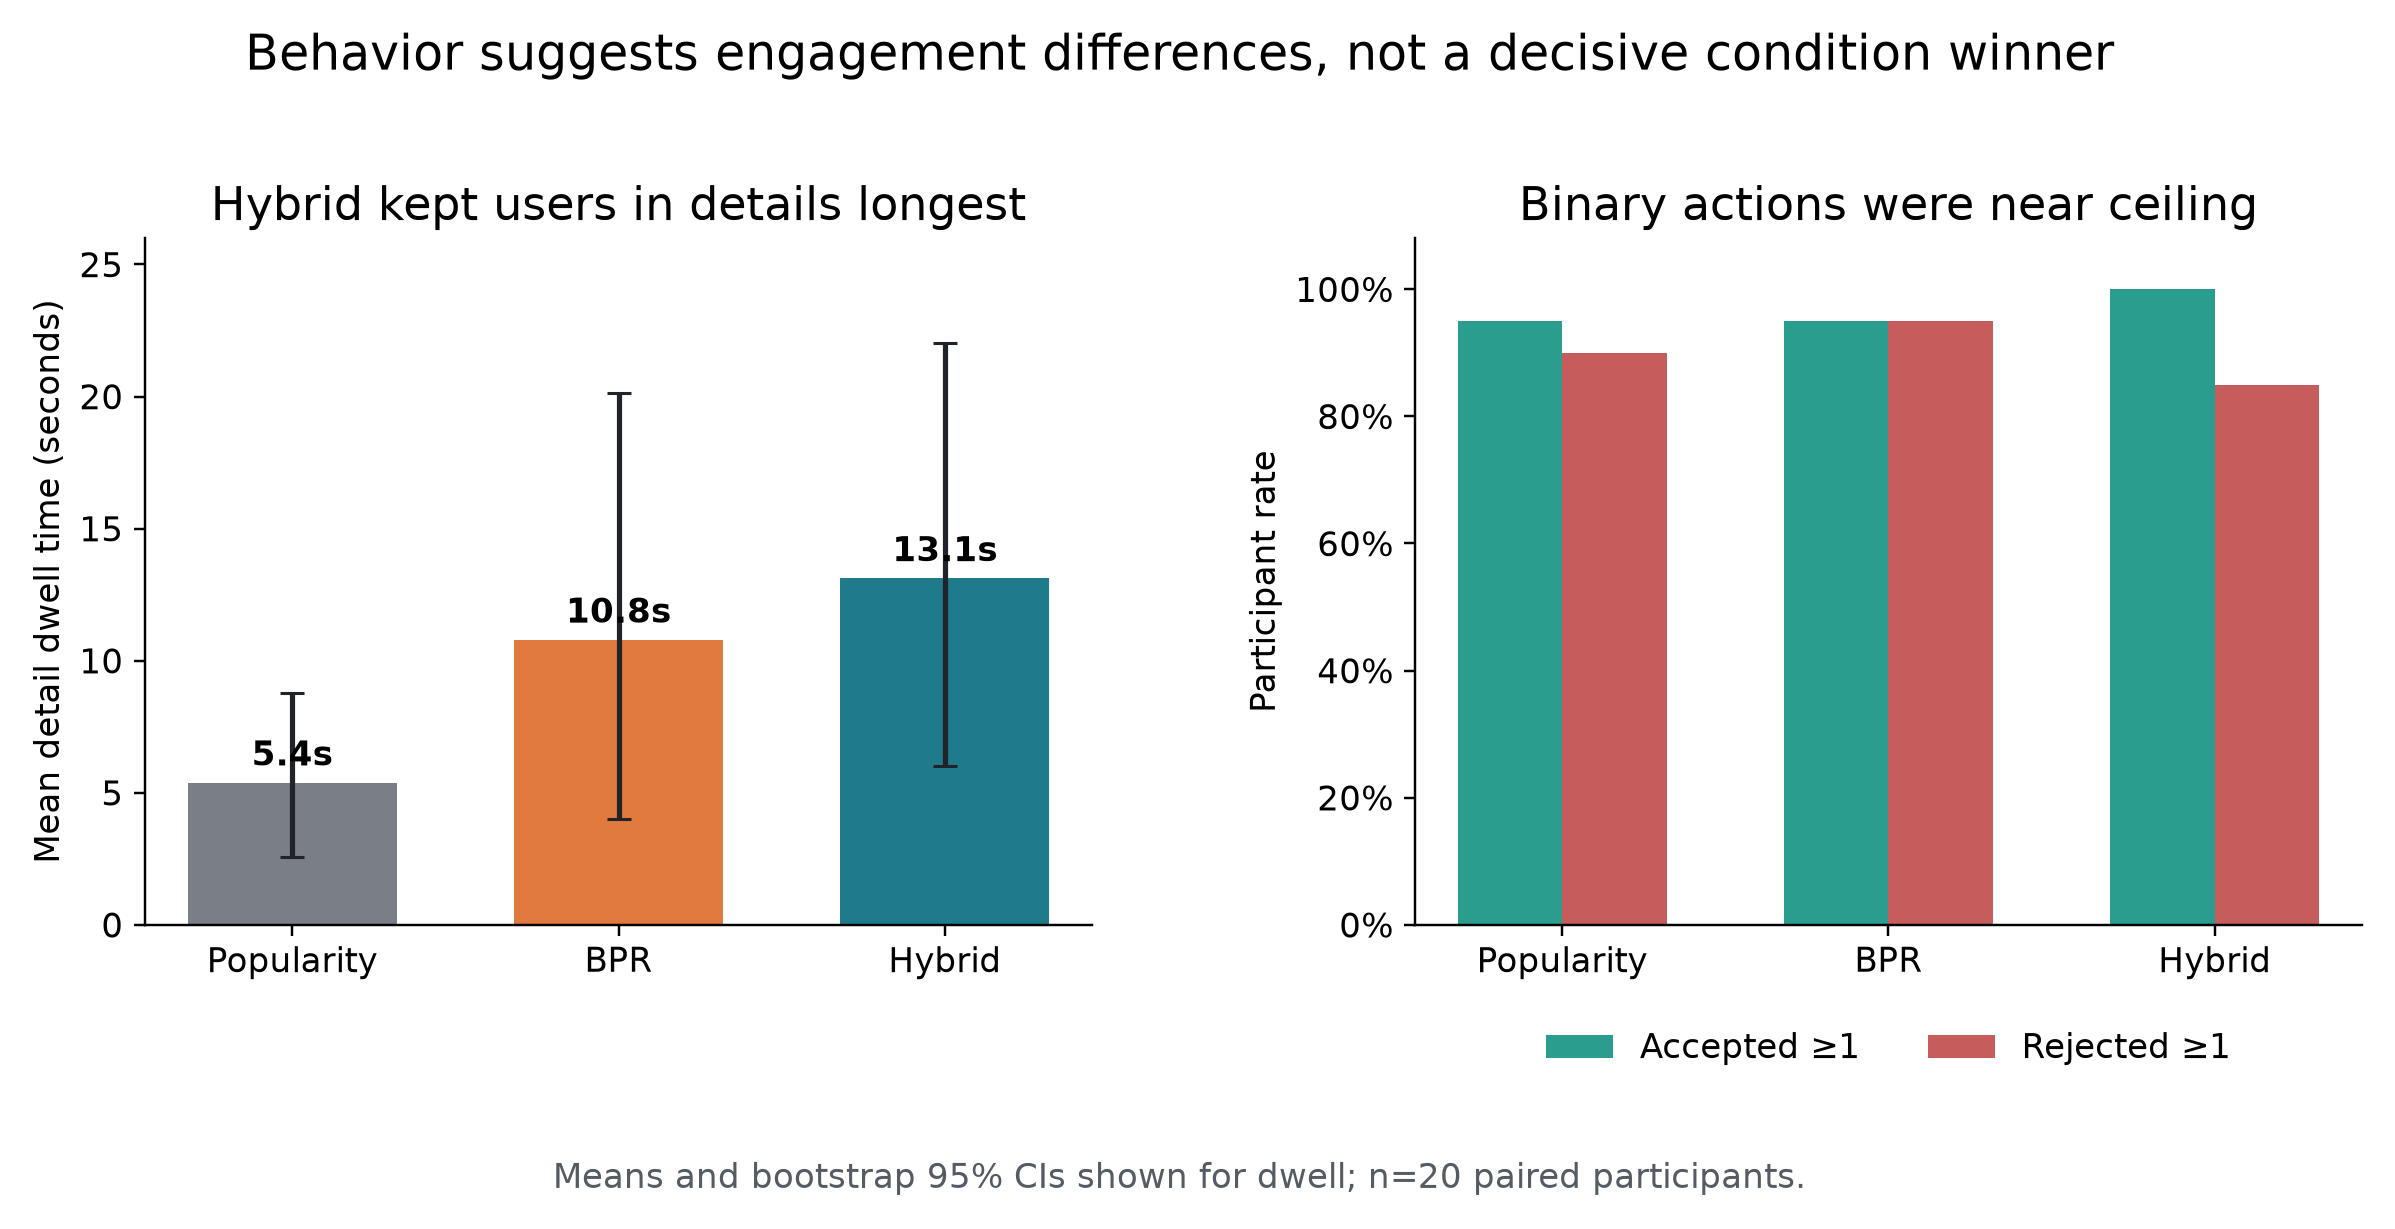 Behavior suggests engagement differences, not a decisive condition winner
Hybrid kept users in details longest
Mean detail dwell time (seconds)
25
20
15
10
5
0
5.4s
10.8s
13.1s
Popularity
BPR
Hybrid
Binary actions were near ceiling
Participant rate
100%
80%
60%
40%
20%
0%
Popularity
BPR
Hybrid
Accepted ≥1
Rejected ≥1
Means and bootstrap 95% CIs shown for dwell; n=20 paired participants.